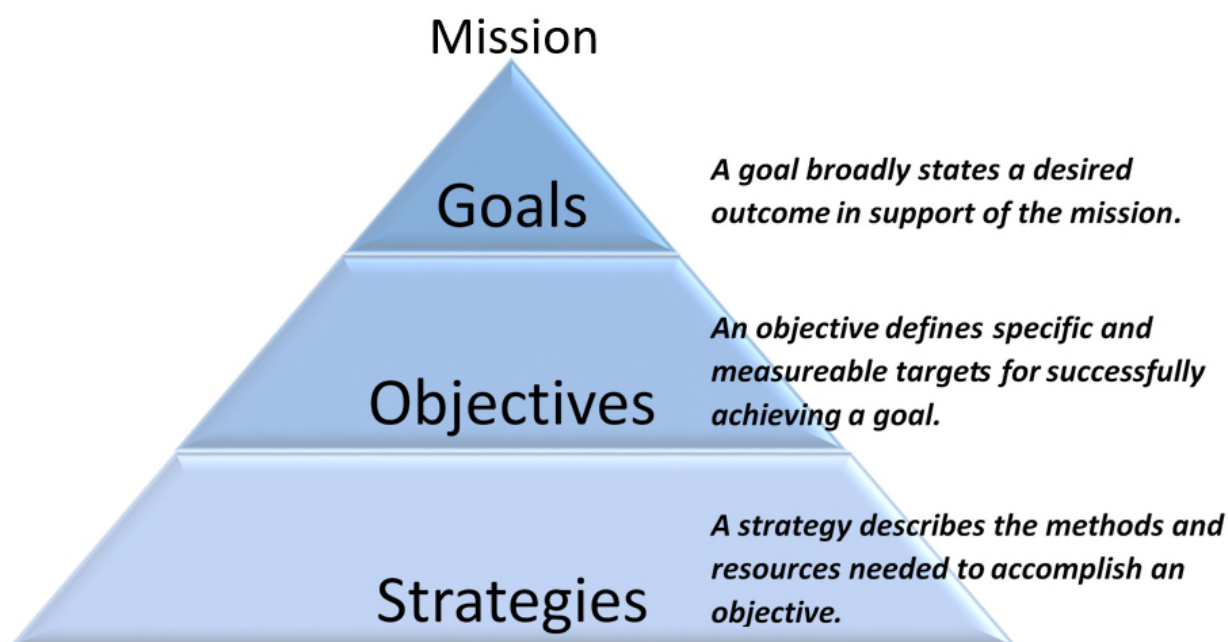 Mission
Goals
A goal broadly states a desired
outcome in support of the mission.
Objectives
An objective defines specific and
measureable targets for successfully
achieving a goal.
Strategies
A strategy describes the methods and
resources needed to accomplish an
objective.